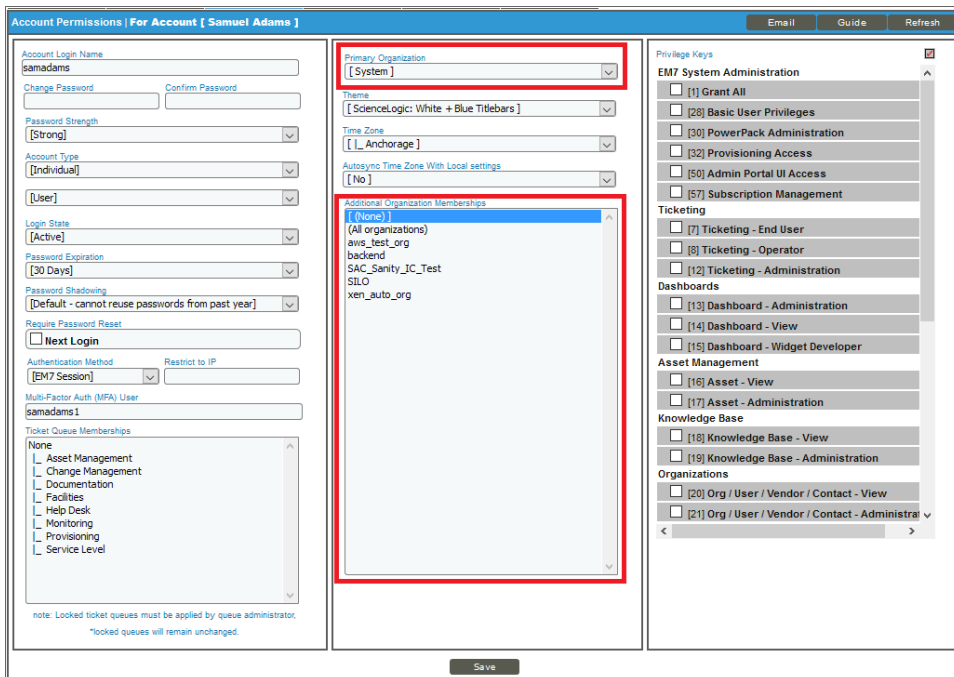 Account Permissions | For Account [ Samuel Adams ]
Email
Guide
Refresh
Account Login Name
samadams
Change Password
Confirm Password
Password Strength
[Strong]
Account Type
[Individual]
[User]
Login State
[Active]
Password Expiration
[30 Days]
Password Shadowing
[Default - cannot reuse passwords from past year]
Require Password Reset
Next Login
Authentication Method
Restrict to IP
[EM7 Session]
Multi-Factor Auth (MFA) User
samadams1
Ticket Queue Memberships
None
|_ Asset Management
|_ Change Management
|_ Documentation
|_ Facilities
|_ Help Desk
|_ Monitoring
|_ Provisioning
|_ Service Level
note: Locked ticket queues must be applied by queue administrator,
*locked queues will remain unchanged.
Primary Organization
[ System ]
Theme
[ ScienceLogic: White + Blue Titlebars ]
Time Zone
[ |_ Anchorage ]
Autosync Time Zone With Local settings
[ No ]
Additional Organization Memberships
[ (None) ]
(All organizations)
aws_test_org
backend
SAC_Sanity_IC_Test
SILO
xen_auto_org
Privilege Keys
EM7 System Administration
[1] Grant All
[28] Basic User Privileges
[30] PowerPack Administration
[32] Provisioning Access
[50] Admin Portal UI Access
[57] Subscription Management
Ticketing
[7] Ticketing - End User
[8] Ticketing - Operator
[12] Ticketing - Administration
Dashboards
[13] Dashboard - Administration
[14] Dashboard - View
[15] Dashboard - Widget Developer
Asset Management
[16] Asset - View
[17] Asset - Administration
Knowledge Base
[18] Knowledge Base - View
[19] Knowledge Base - Administration
Organizations
[20] Org / User / Vendor / Contact - View
[21] Org / User / Vendor / Contact - Administrat
Save